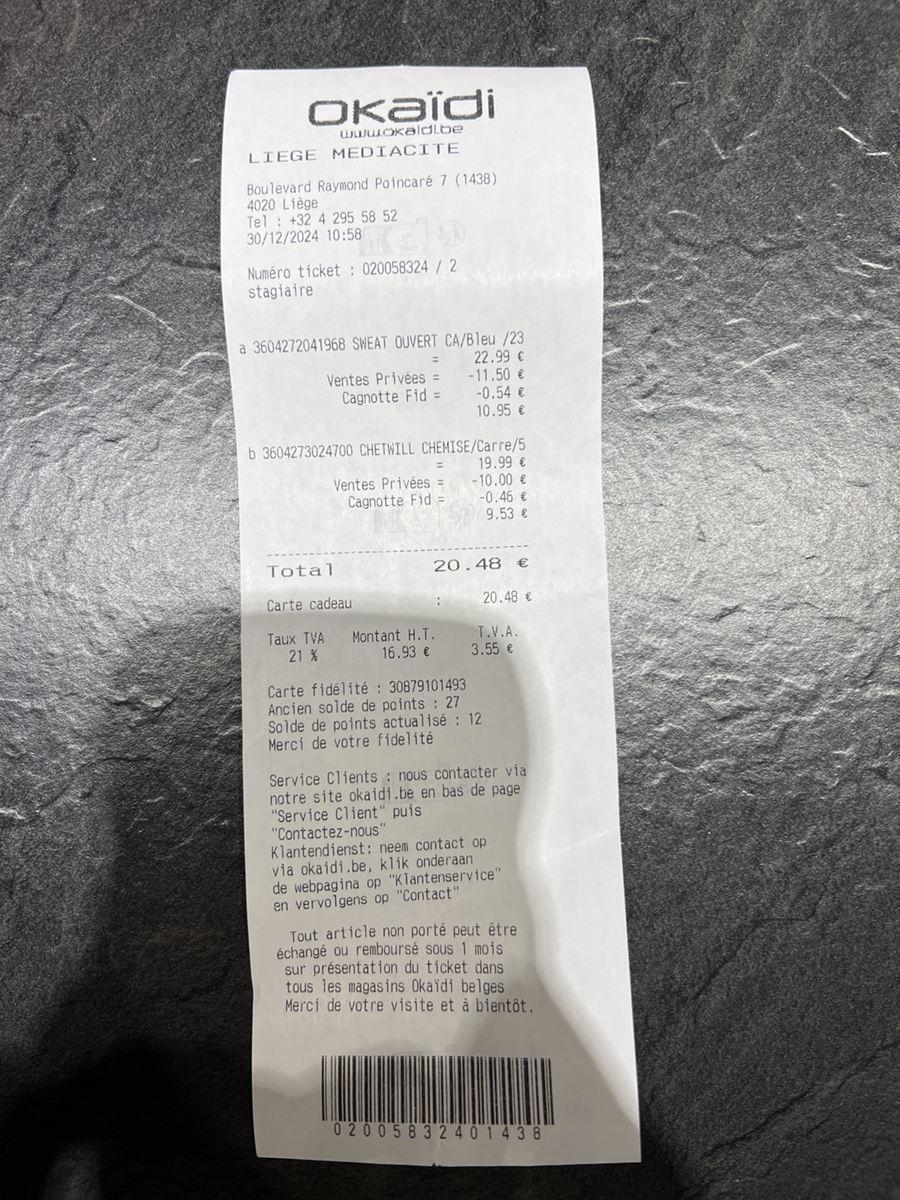 okaïdi
www.okaidi.be
LIEGE MEDIACITE
Boulevard Raymond Poincaré 7 (1438)
4020 Liège
Tel : +32 4 295 58 52
30/12/2024 10:58
Numéro ticket : 020058324 / 2
stagiaire
a 3604272041968 SWEAT OUVERT CA/Bleu /23
= 22.99 €
Ventes Privées = -11.50 €
Cagnotte Fid = -0.54 €
10.95 €
b 3604273024700 CHETWILL CHEMISE/Carre/5
= 19.99 €
Ventes Privées = -10.00 €
Cagnotte Fid = -0.46 €
9.53 €
Total 20.48 €
Carte cadeau : 20.48 €
Taux TVA Montant H.T. T.V.A.
21 % 16.93 € 3.55 €
Carte fidélité : 30879101493
Ancien solde de points : 27
Solde de points actualisé : 12
Merci de votre fidelité
Service Clients : nous contacter via
notre site okaidi.be en bas de page
"Service Client" puis
"Contactez-nous"
Klantendienst: neem contact op
via okaidi.be, klik onderaan
de webpagina op "Klantenservice"
en vervolgens op "Contact"
Tout article non porté peut être
échangé ou remboursé sous 1 mois
sur présentation du ticket dans
tous les magasins Okaïdi belges
Merci de votre visite et à bientôt.
02005832401438